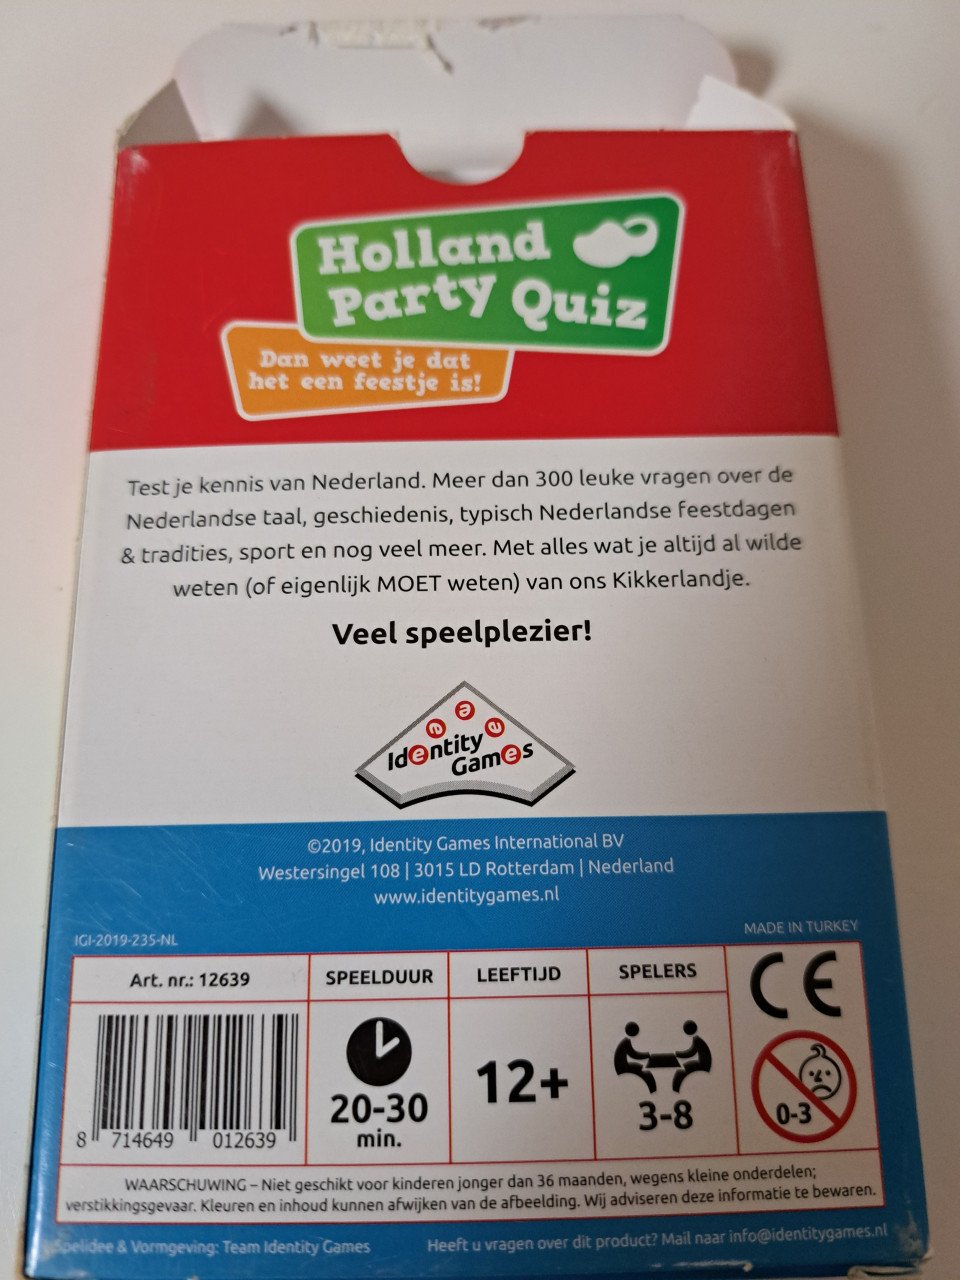 Holland
Party Quiz
Dan weet je dat
het een feestje is!
Test je kennis van Nederland. Meer dan 300 leuke vragen over de
Nederlandse taal, geschiedenis, typisch Nederlandse feestdagen
& tradities, sport en nog veel meer. Met alles wat je altijd al wilde
weten (of eigenlijk MOET weten) van ons Kikkerlandje.
Veel speelplezier!
Identity
Games
©2019, Identity Games International BV
Westersingel 108 | 3015 LD Rotterdam | Nederland
www.identitygames.nl
IGI-2019-235-NL
MADE IN TURKEY
Art. nr.: 12639
SPEELDUUR
LEEFTIJD
SPELERS
CE
20-30
min.
12+
3-8
0-3
8 714649 012639
WAARSCHUWING – Niet geschikt voor kinderen jonger dan 36 maanden, wegens kleine onderdelen;
verstikkingsgevaar. Kleuren en inhoud kunnen afwijken van de afbeelding. Wij adviseren deze informatie te bewaren.
Spelidee & Vormgeving: Team Identity Games
Heeft u vragen over dit product? Mail naar info@identitygames.nl